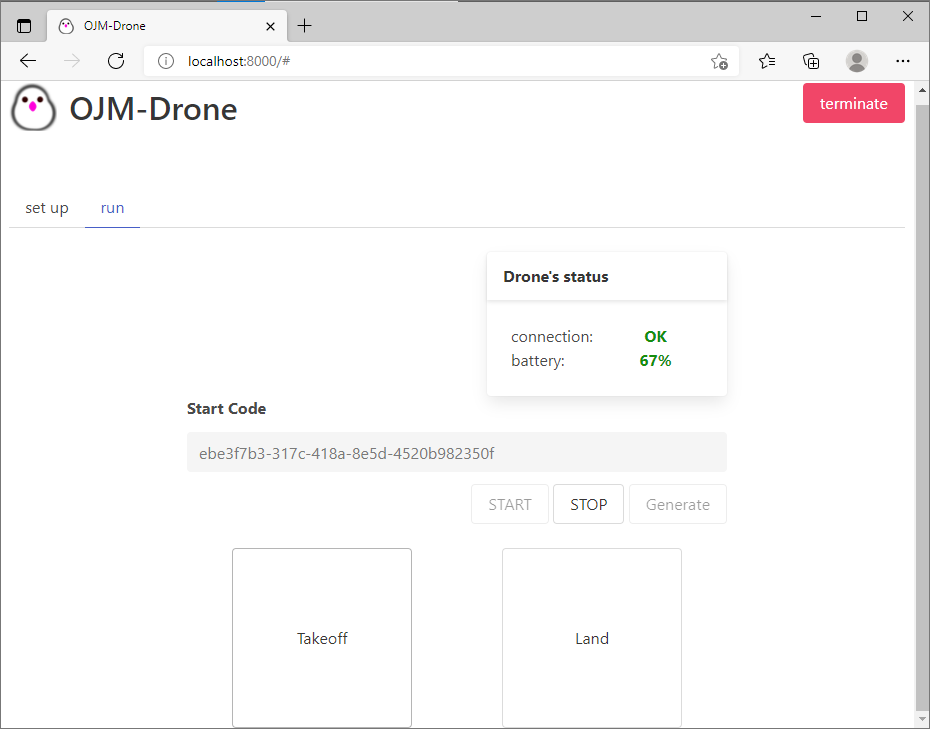 OJM-Drone
localhost:8000/#
OJM-Drone
terminate
set up
run
Drone's status
connection: OK
battery: 67%
Start Code
ebe3f7b3-317c-418a-8e5d-4520b982350f
START
STOP
Generate
Takeoff
Land